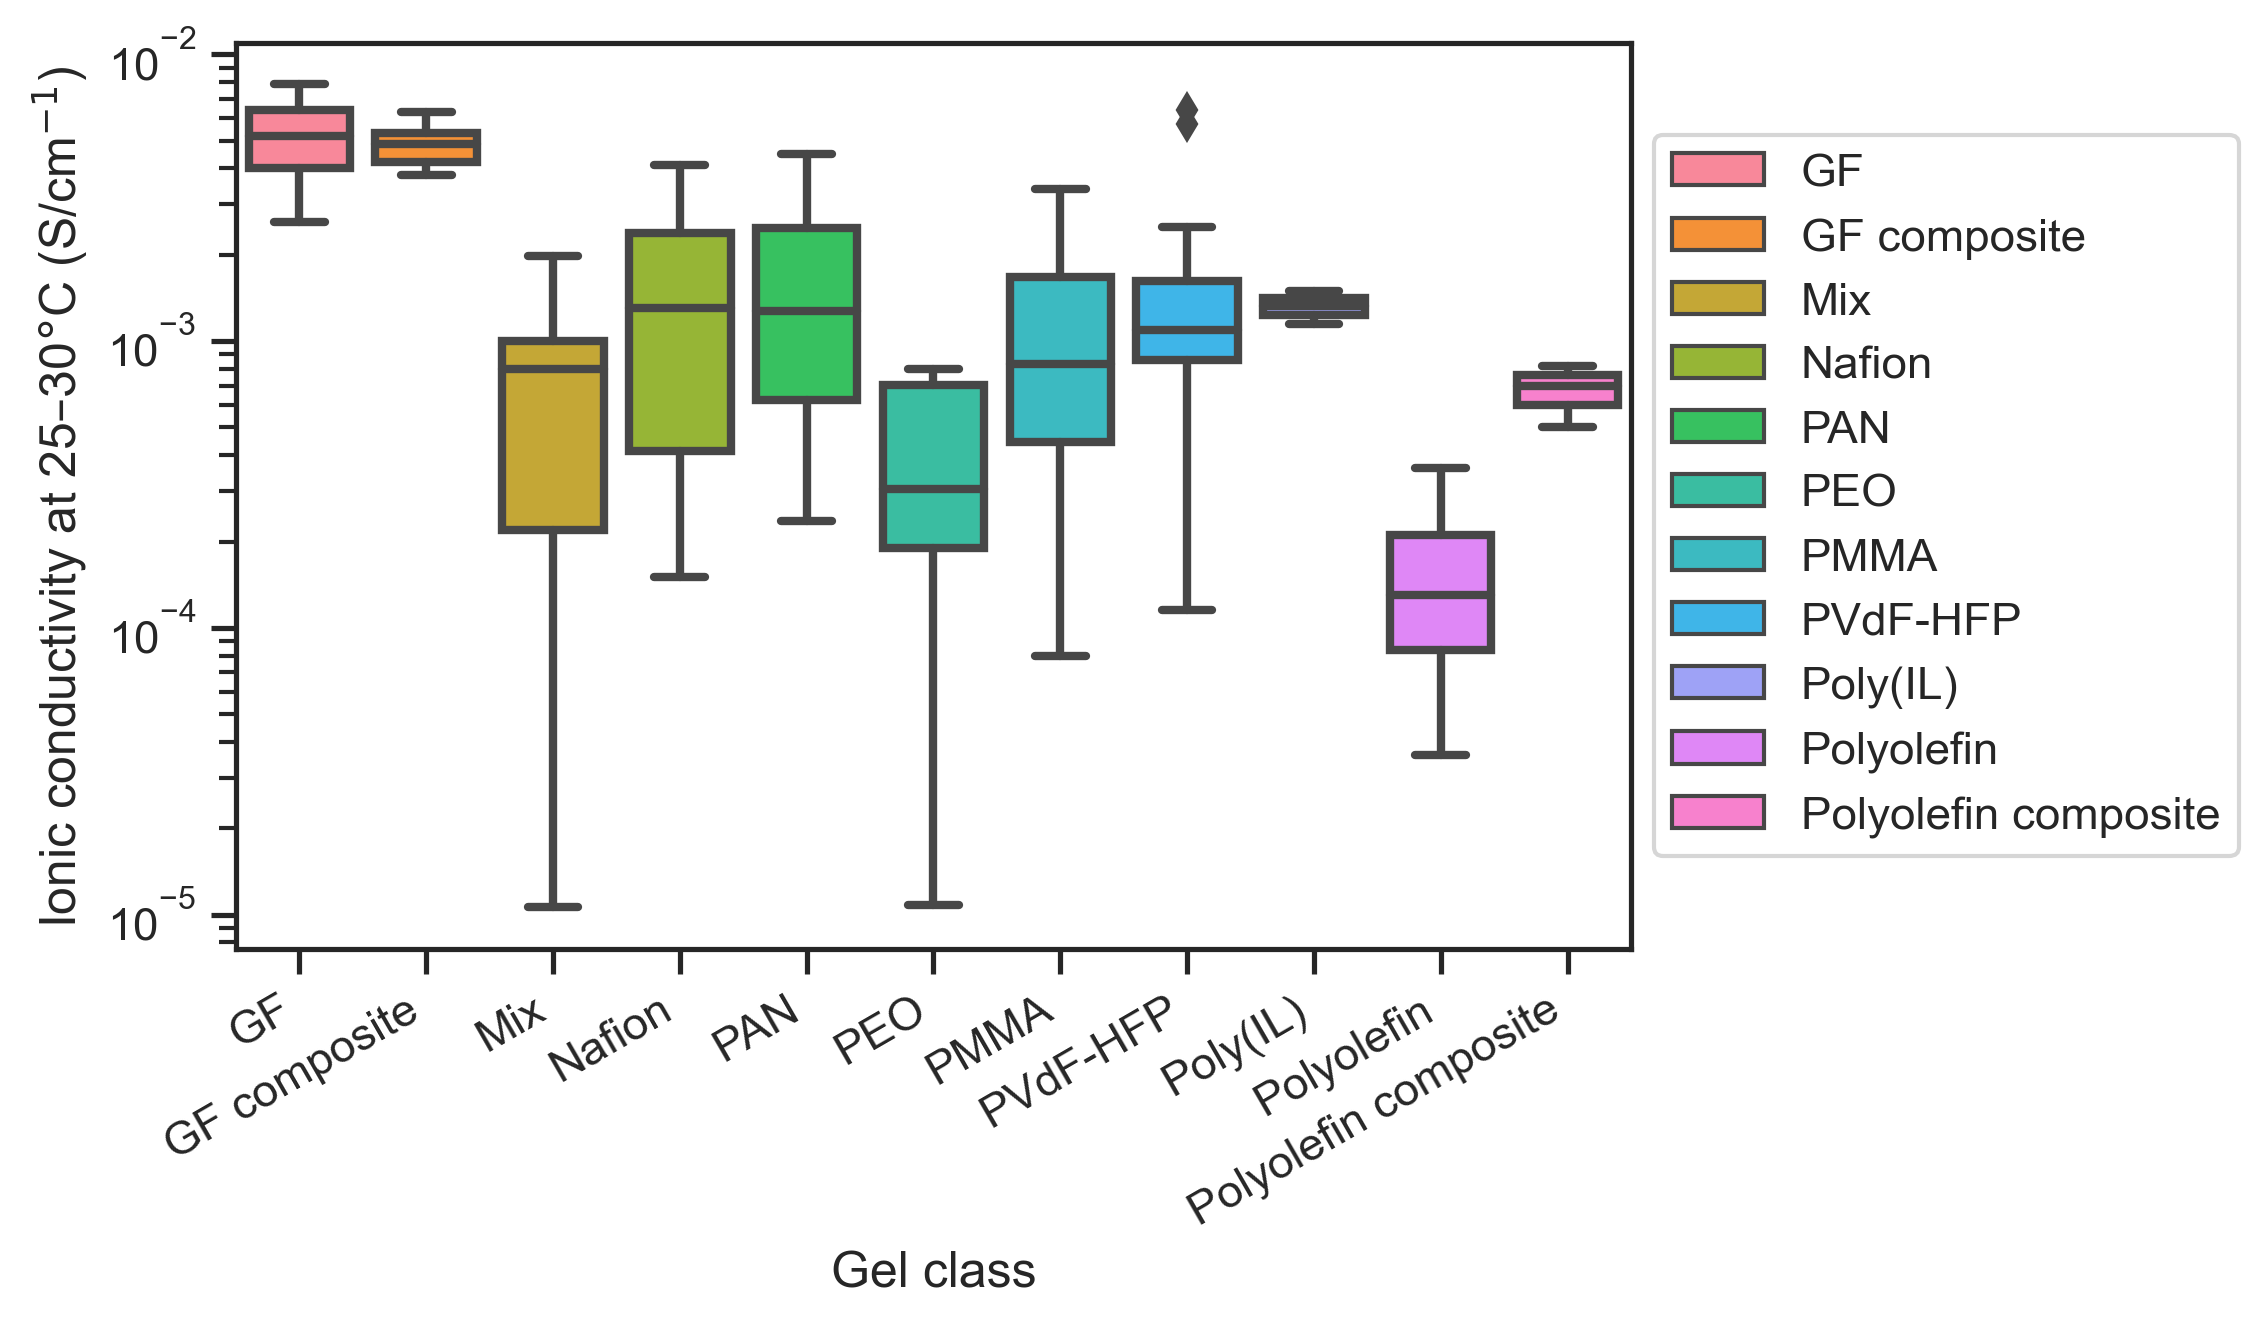 Ionic conductivity at 25-30°C (S/cm⁻¹)
10⁻²
10⁻³
10⁻⁴
10⁻⁵
GF
GF composite
Mix
Nafion
PAN
PEO
PMMA
PVdF-HFP
Poly(IL)
Polyolefin
Polyolefin composite
Gel class
GF
GF composite
Mix
Nafion
PAN
PEO
PMMA
PVdF-HFP
Poly(IL)
Polyolefin
Polyolefin composite